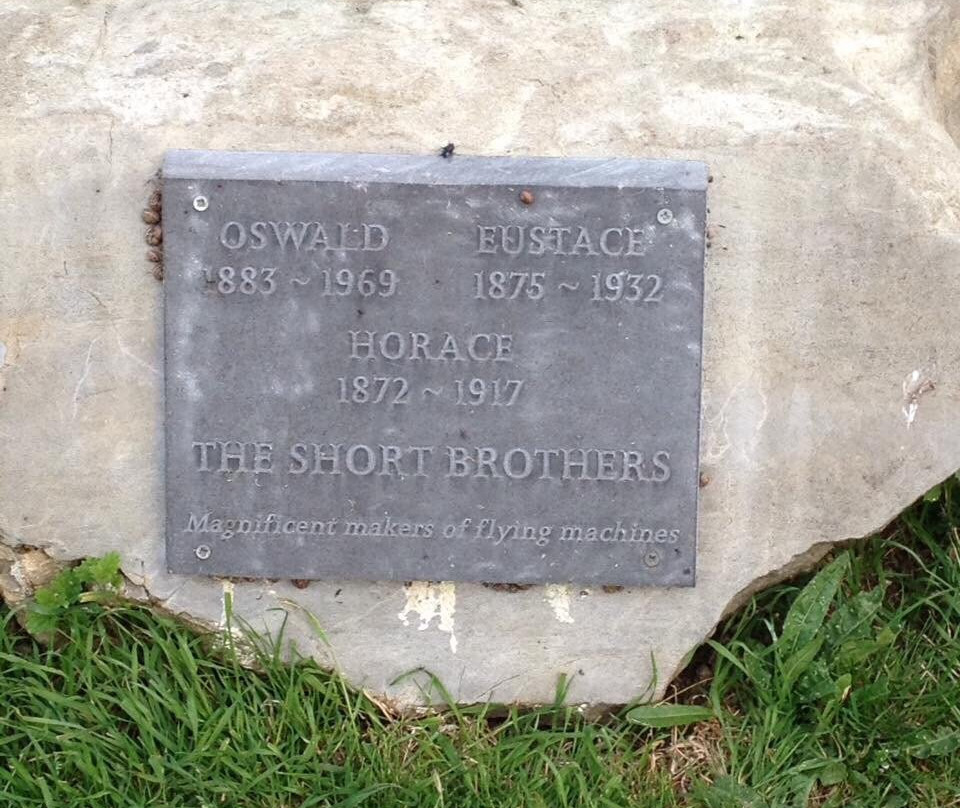 OSWALD EUSTACE
1883 ~ 1969 1875 ~ 1932
HORACE
1872 ~ 1917
THE SHORT BROTHERS
Magnificent makers of flying machines